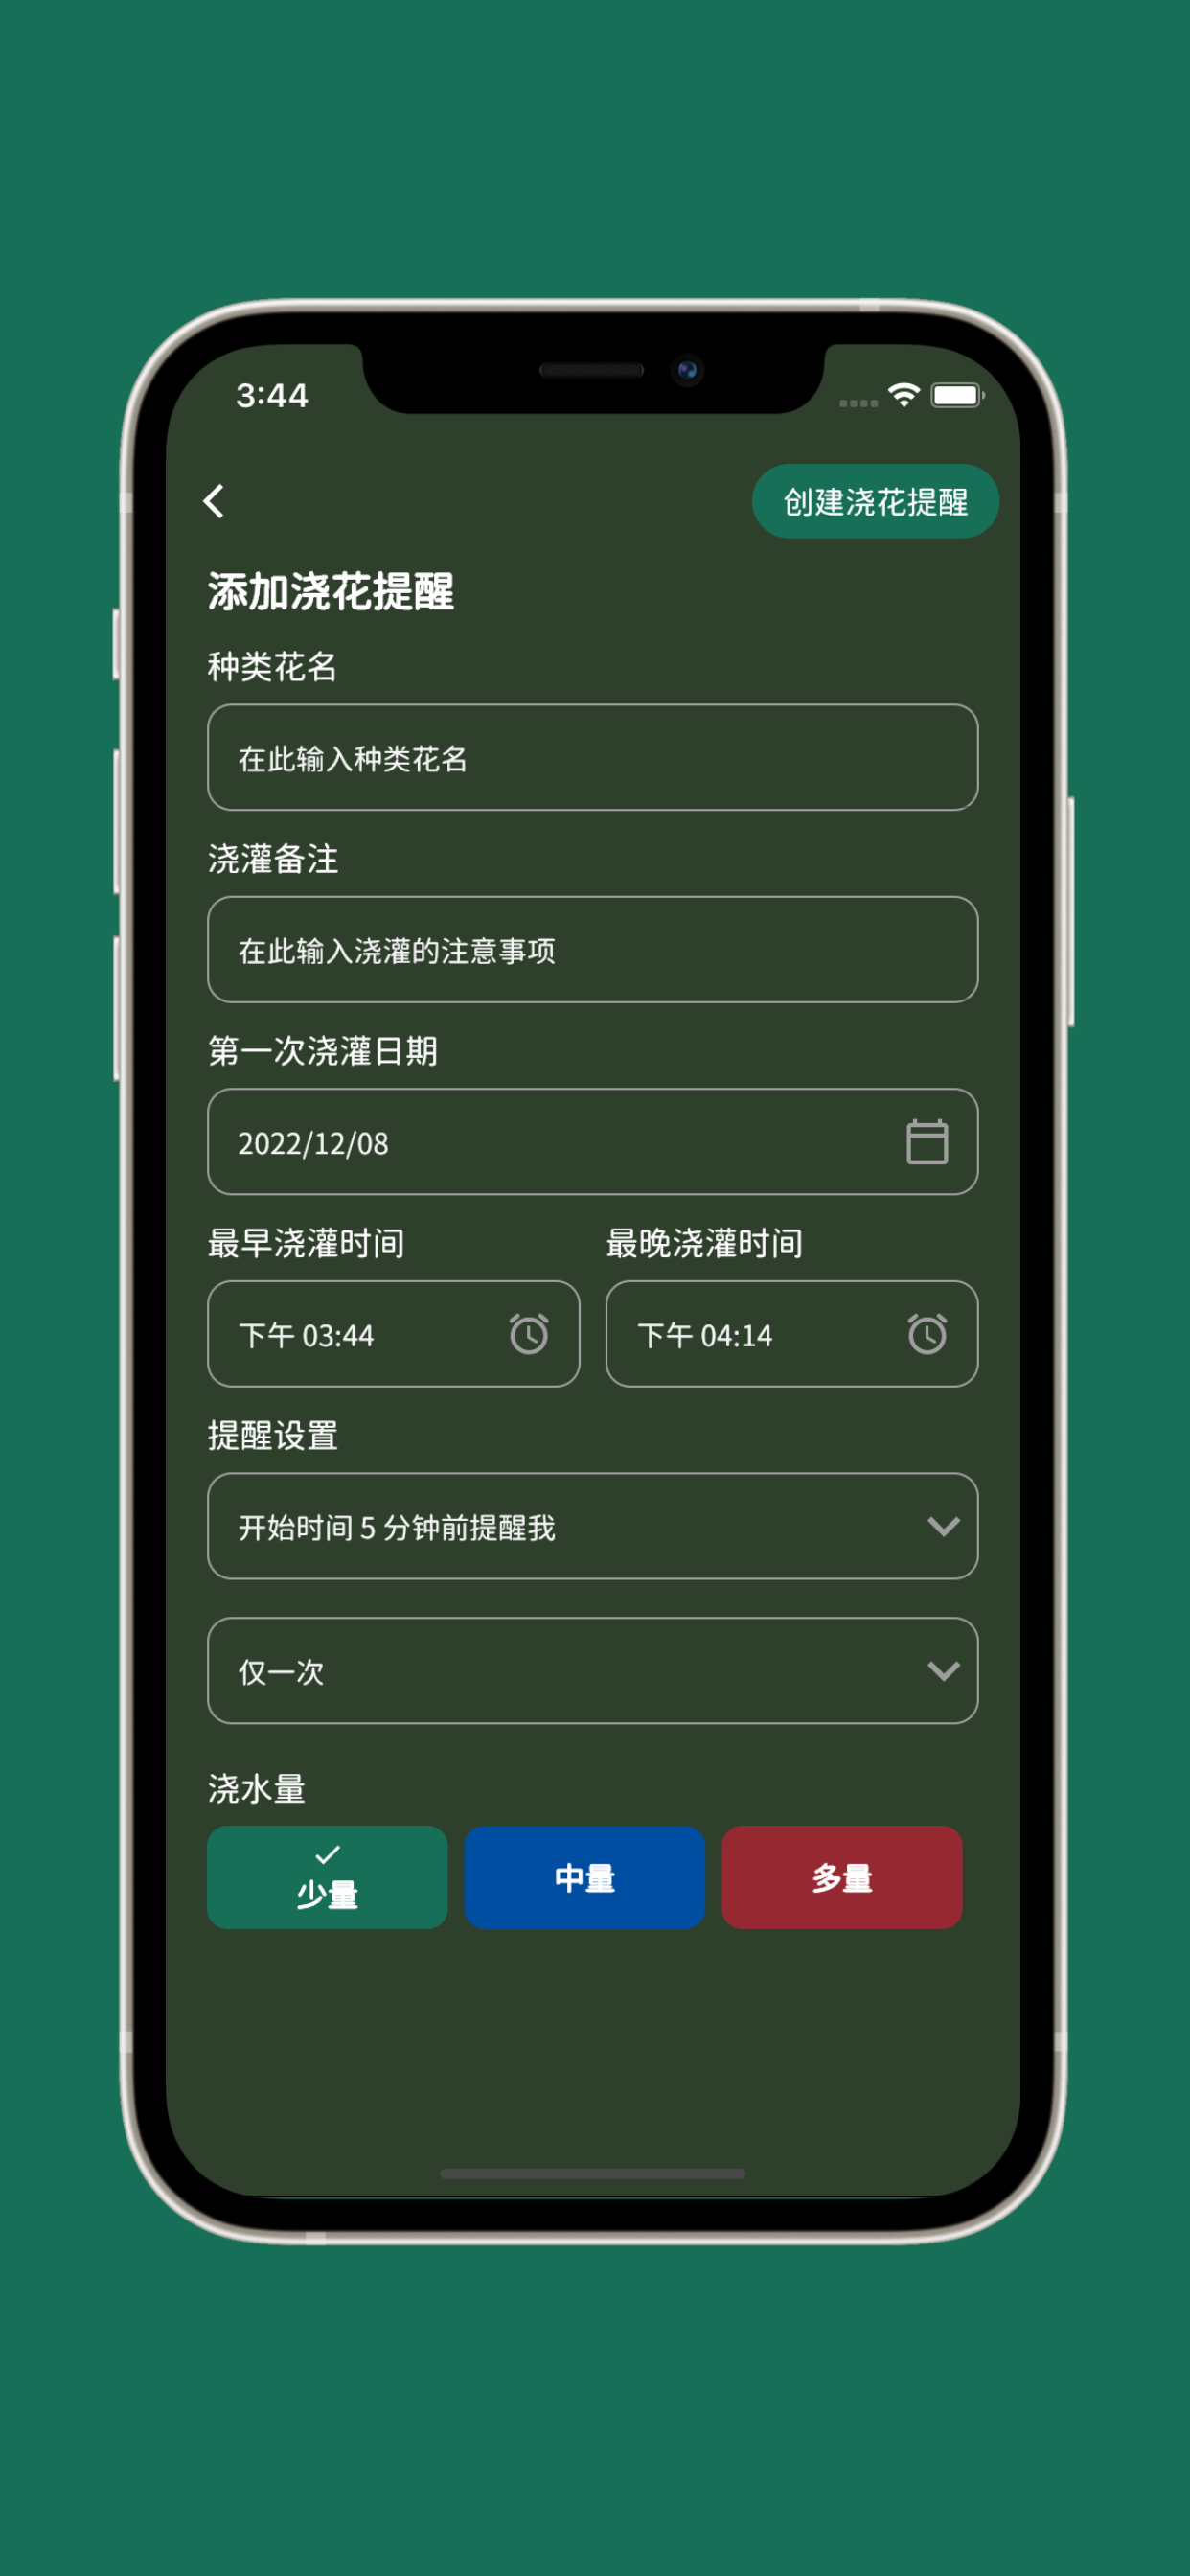 3:44
创建浇花提醒
添加浇花提醒
种类花名
在此输入种类花名
浇灌备注
在此输入浇灌的注意事项
第一次浇灌日期
2022/12/08
最早浇灌时间
最晚浇灌时间
下午 03:44
下午 04:14
提醒设置
开始时间 5 分钟前提醒我
仅一次
浇水量
少量
中量
多量